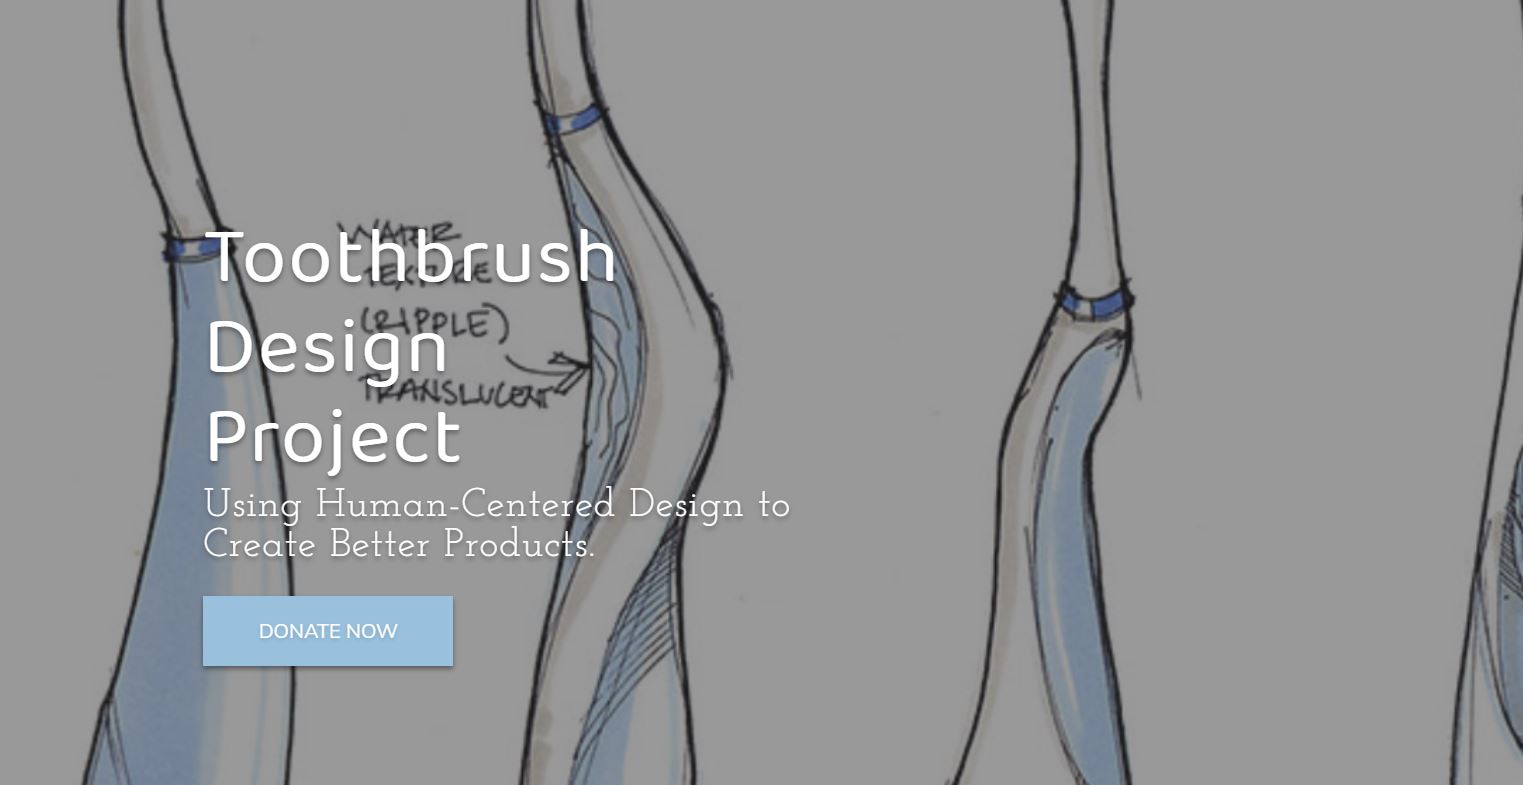 WATER
TEXTURE
(RIPPLE)
TRANSLUCENT
Toothbrush
Design
Project
Using Human-Centered Design to
Create Better Products.
DONATE NOW